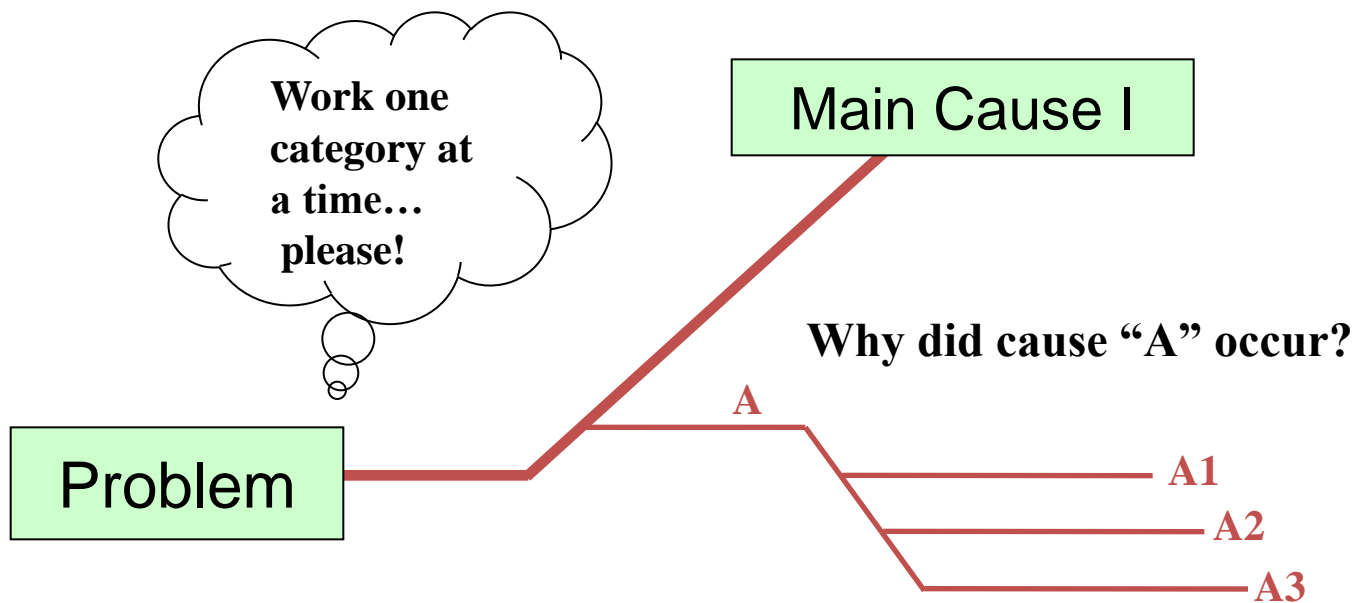 Work one
category at
a time…
please!
Main Cause I
Why did cause “A” occur?
A
Problem
A1
A2
A3